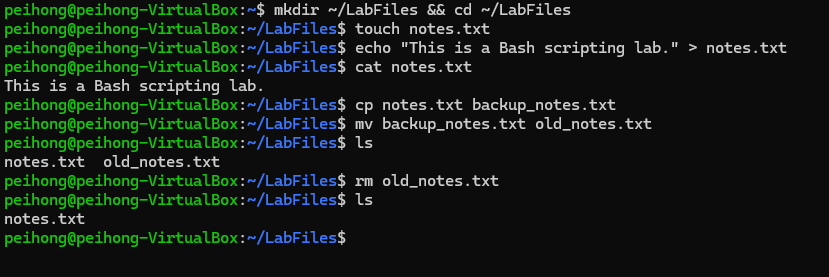 peihong@peihong-VirtualBox:~$ mkdir ~/LabFiles && cd ~/LabFiles
peihong@peihong-VirtualBox:~/LabFiles$ touch notes.txt
peihong@peihong-VirtualBox:~/LabFiles$ echo "This is a Bash scripting lab." > notes.txt
peihong@peihong-VirtualBox:~/LabFiles$ cat notes.txt
This is a Bash scripting lab.
peihong@peihong-VirtualBox:~/LabFiles$ cp notes.txt backup_notes.txt
peihong@peihong-VirtualBox:~/LabFiles$ mv backup_notes.txt old_notes.txt
peihong@peihong-VirtualBox:~/LabFiles$ ls
notes.txt  old_notes.txt
peihong@peihong-VirtualBox:~/LabFiles$ rm old_notes.txt
peihong@peihong-VirtualBox:~/LabFiles$ ls
notes.txt
peihong@peihong-VirtualBox:~/LabFiles$